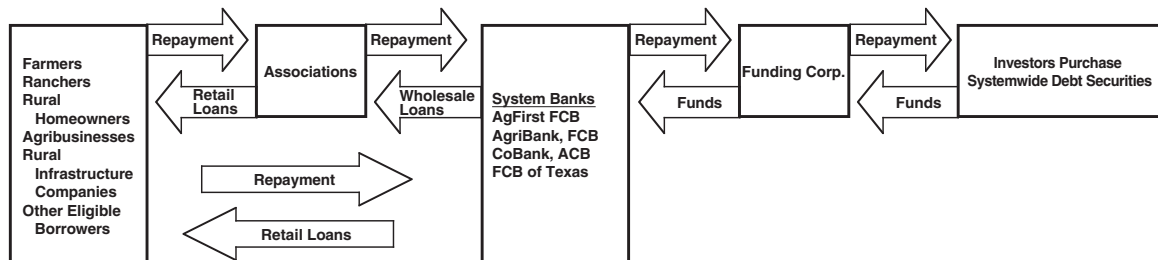 Farmers
Ranchers
Rural
Homeowners
Agribusinesses
Rural
Infrastructure
Companies
Other Eligible
Borrowers
Repayment
Retail
Loans
Associations
Repayment
Wholesale
Loans
Repayment
Retail Loans
System Banks
AgFirst FCB
AgriBank, FCB
CoBank, ACB
FCB of Texas
Repayment
Funds
Funding Corp.
Repayment
Funds
Investors Purchase
Systemwide Debt Securities